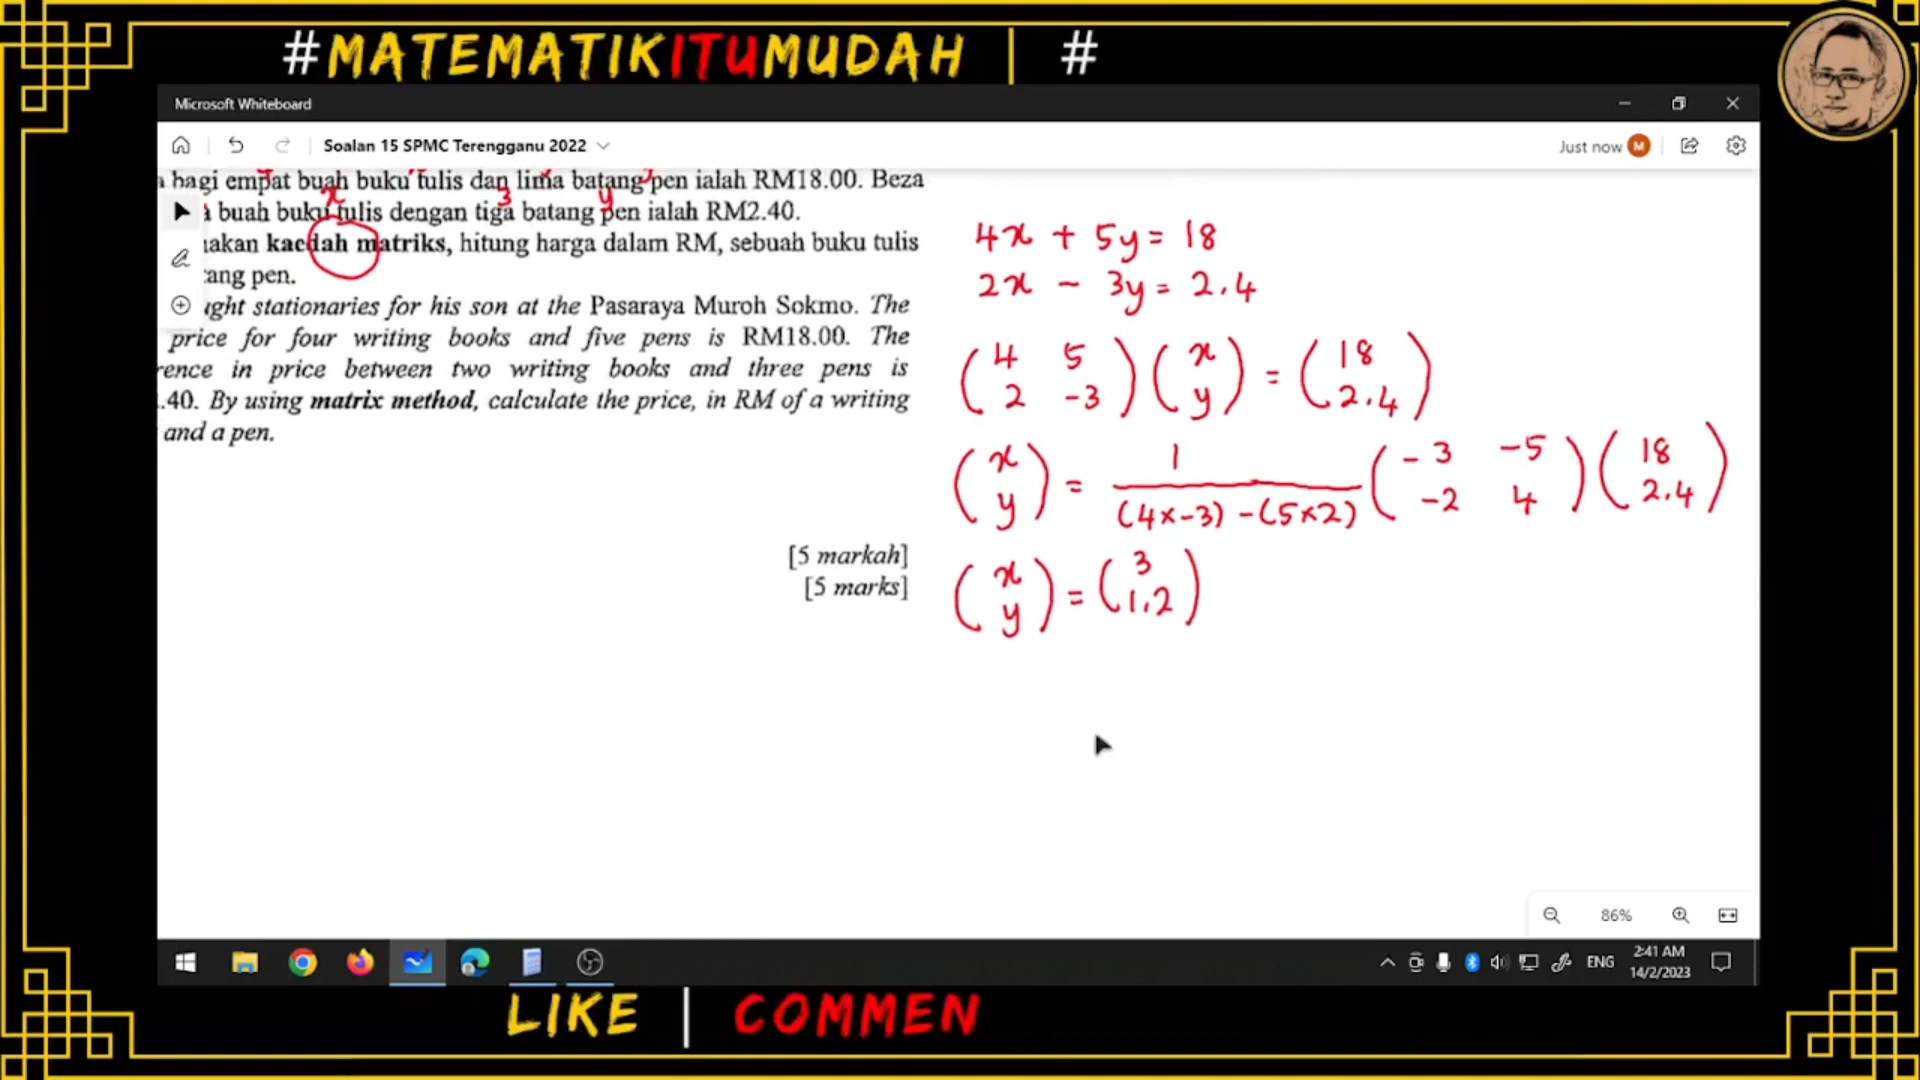 #MATEMATIKITUMUDAH | #
Microsoft Whiteboard
Soalan 15 SPMC Terengganu 2022
Just now M
bagi empat buah buku tulis dan lima batang pen ialah RM18.00. Beza
x 3 y
buah buku tulis dengan tiga batang pen ialah RM2.40.
akan kaedah matriks, hitung harga dalam RM, sebuah buku tulis
ang pen.
ught stationaries for his son at the Pasaraya Muroh Sokmo. The
price for four writing books and five pens is RM18.00. The
rence in price between two writing books and three pens is
.40. By using matrix method, calculate the price, in RM of a writing
and a pen.
[5 markah]
[5 marks]
4x + 5y = 18
2x - 3y = 2.4
(4 5) (x) = (18)
(2 -3) (y) (2.4)
(x) = 1 (-3 -5) (18)
(y) (4×-3) - (5×2) (-2 4) (2.4)
(x) = (3)
(y) (1.2)
86%
ENG
2:41 AM
14/2/2023
LIKE | COMMEN